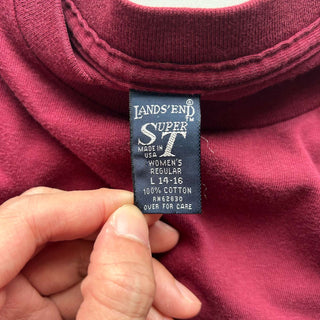 LANDS' END ®
SUPER
T
MADE IN
USA
WOMEN'S
REGULAR
L 14-16
100% COTTON
RN62830
OVER FOR CARE